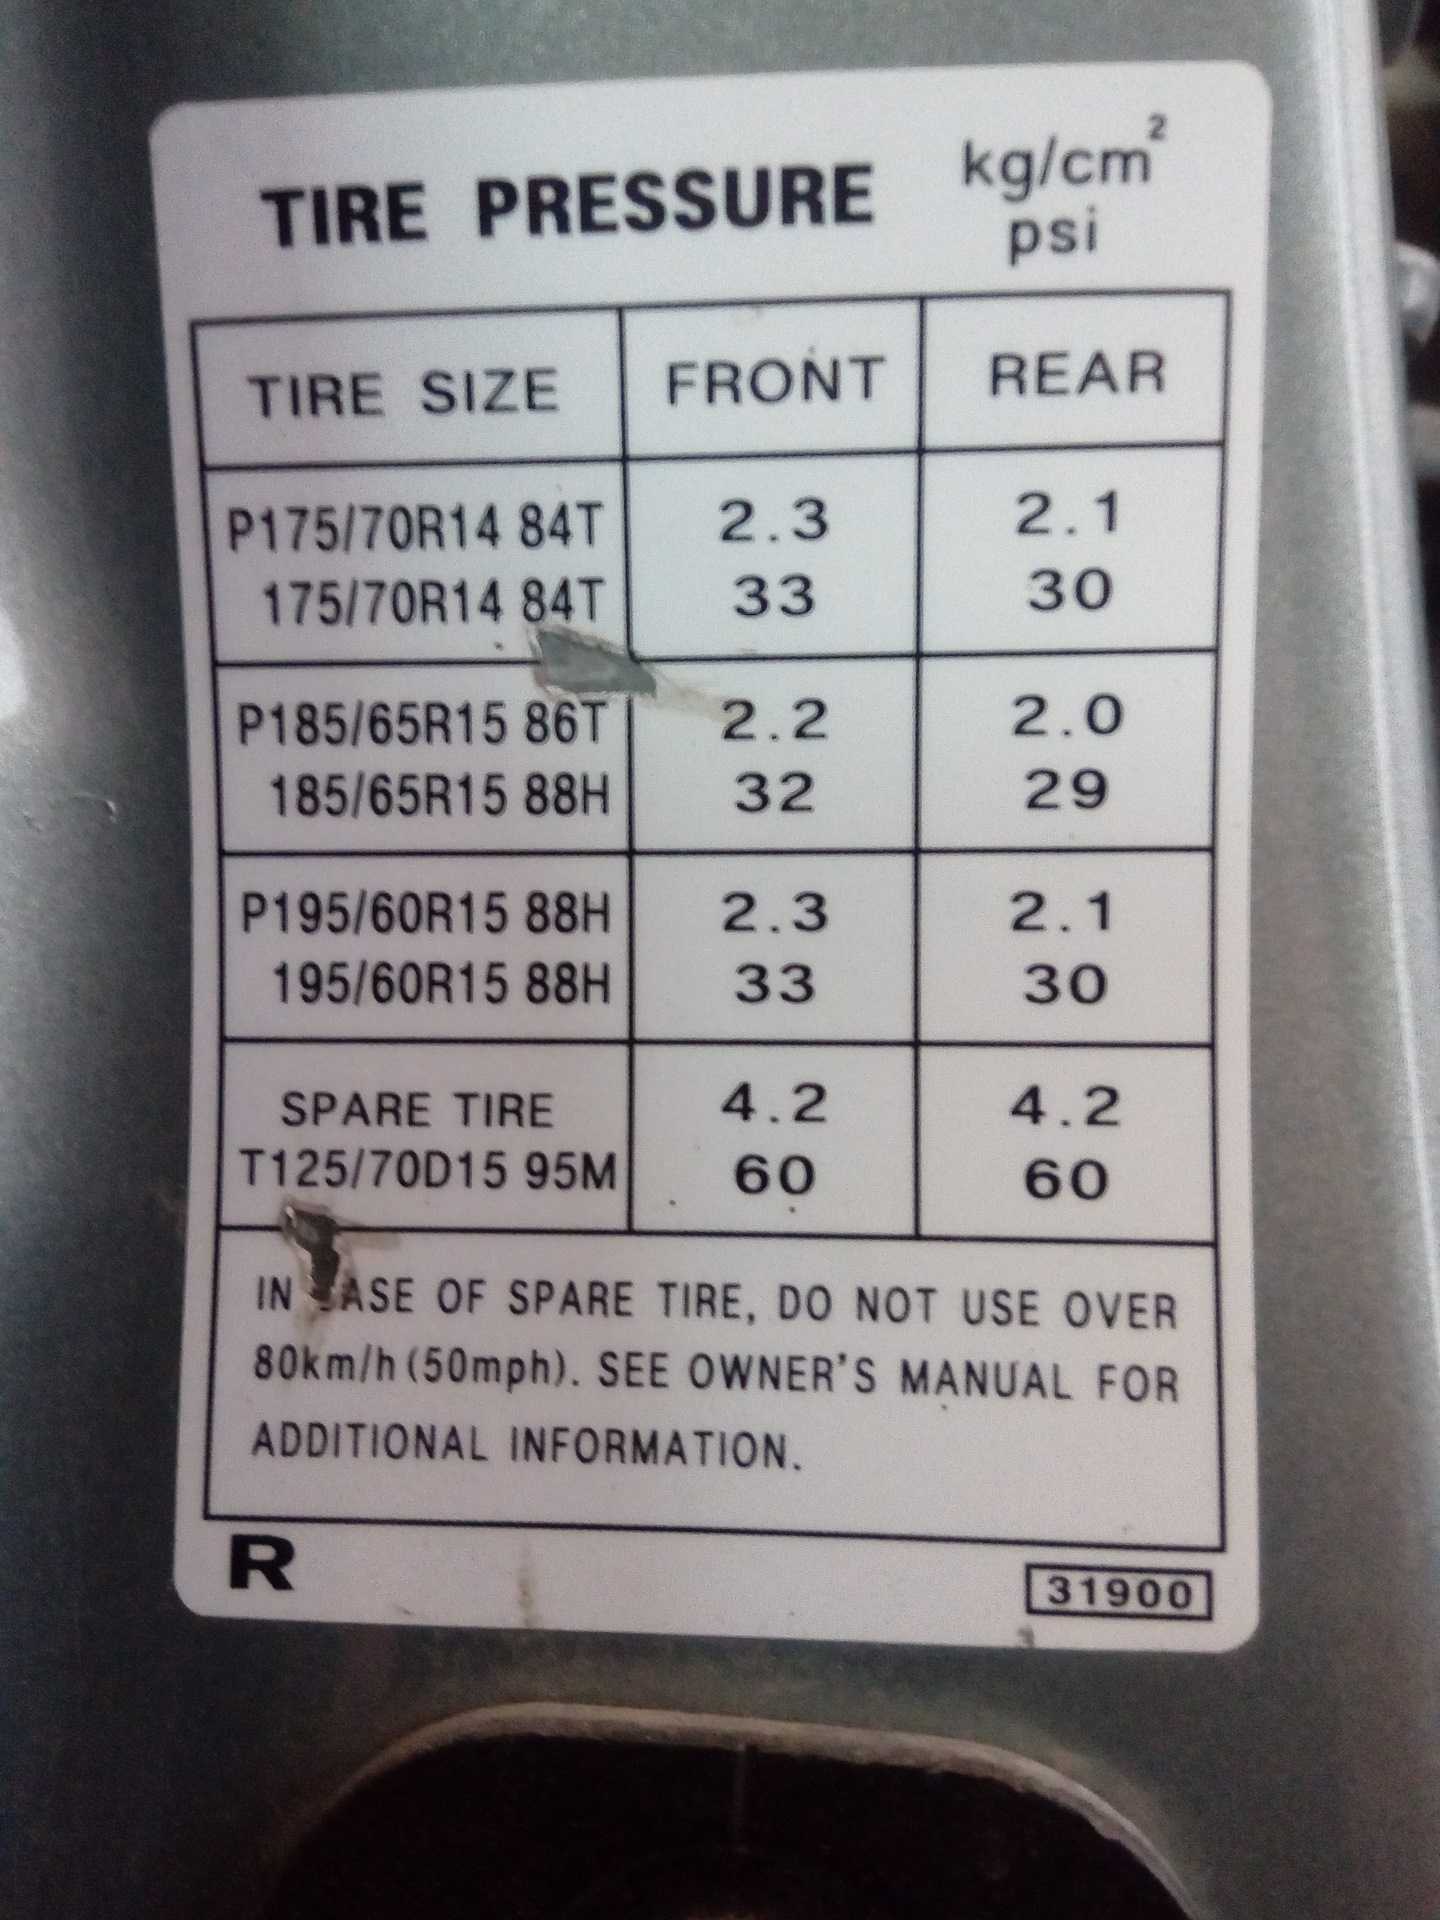 TIRE PRESSURE kg/cm²
psi
TIRE SIZE FRONT REAR
P175/70R14 84T 2.3 2.1
175/70R14 84T 33 30
P185/65R15 86T 2.2 2.0
185/65R15 88H 32 29
P195/60R15 88H 2.3 2.1
195/60R15 88H 33 30
SPARE TIRE 4.2 4.2
T125/70D15 95M 60 60
IN CASE OF SPARE TIRE, DO NOT USE OVER
80km/h (50mph). SEE OWNER'S MANUAL FOR
ADDITIONAL INFORMATION.
R 31900